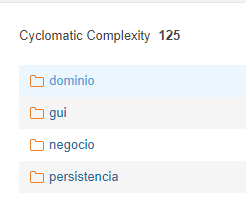 Cyclomatic Complexity 125
dominio
gui
negocio
persistencia